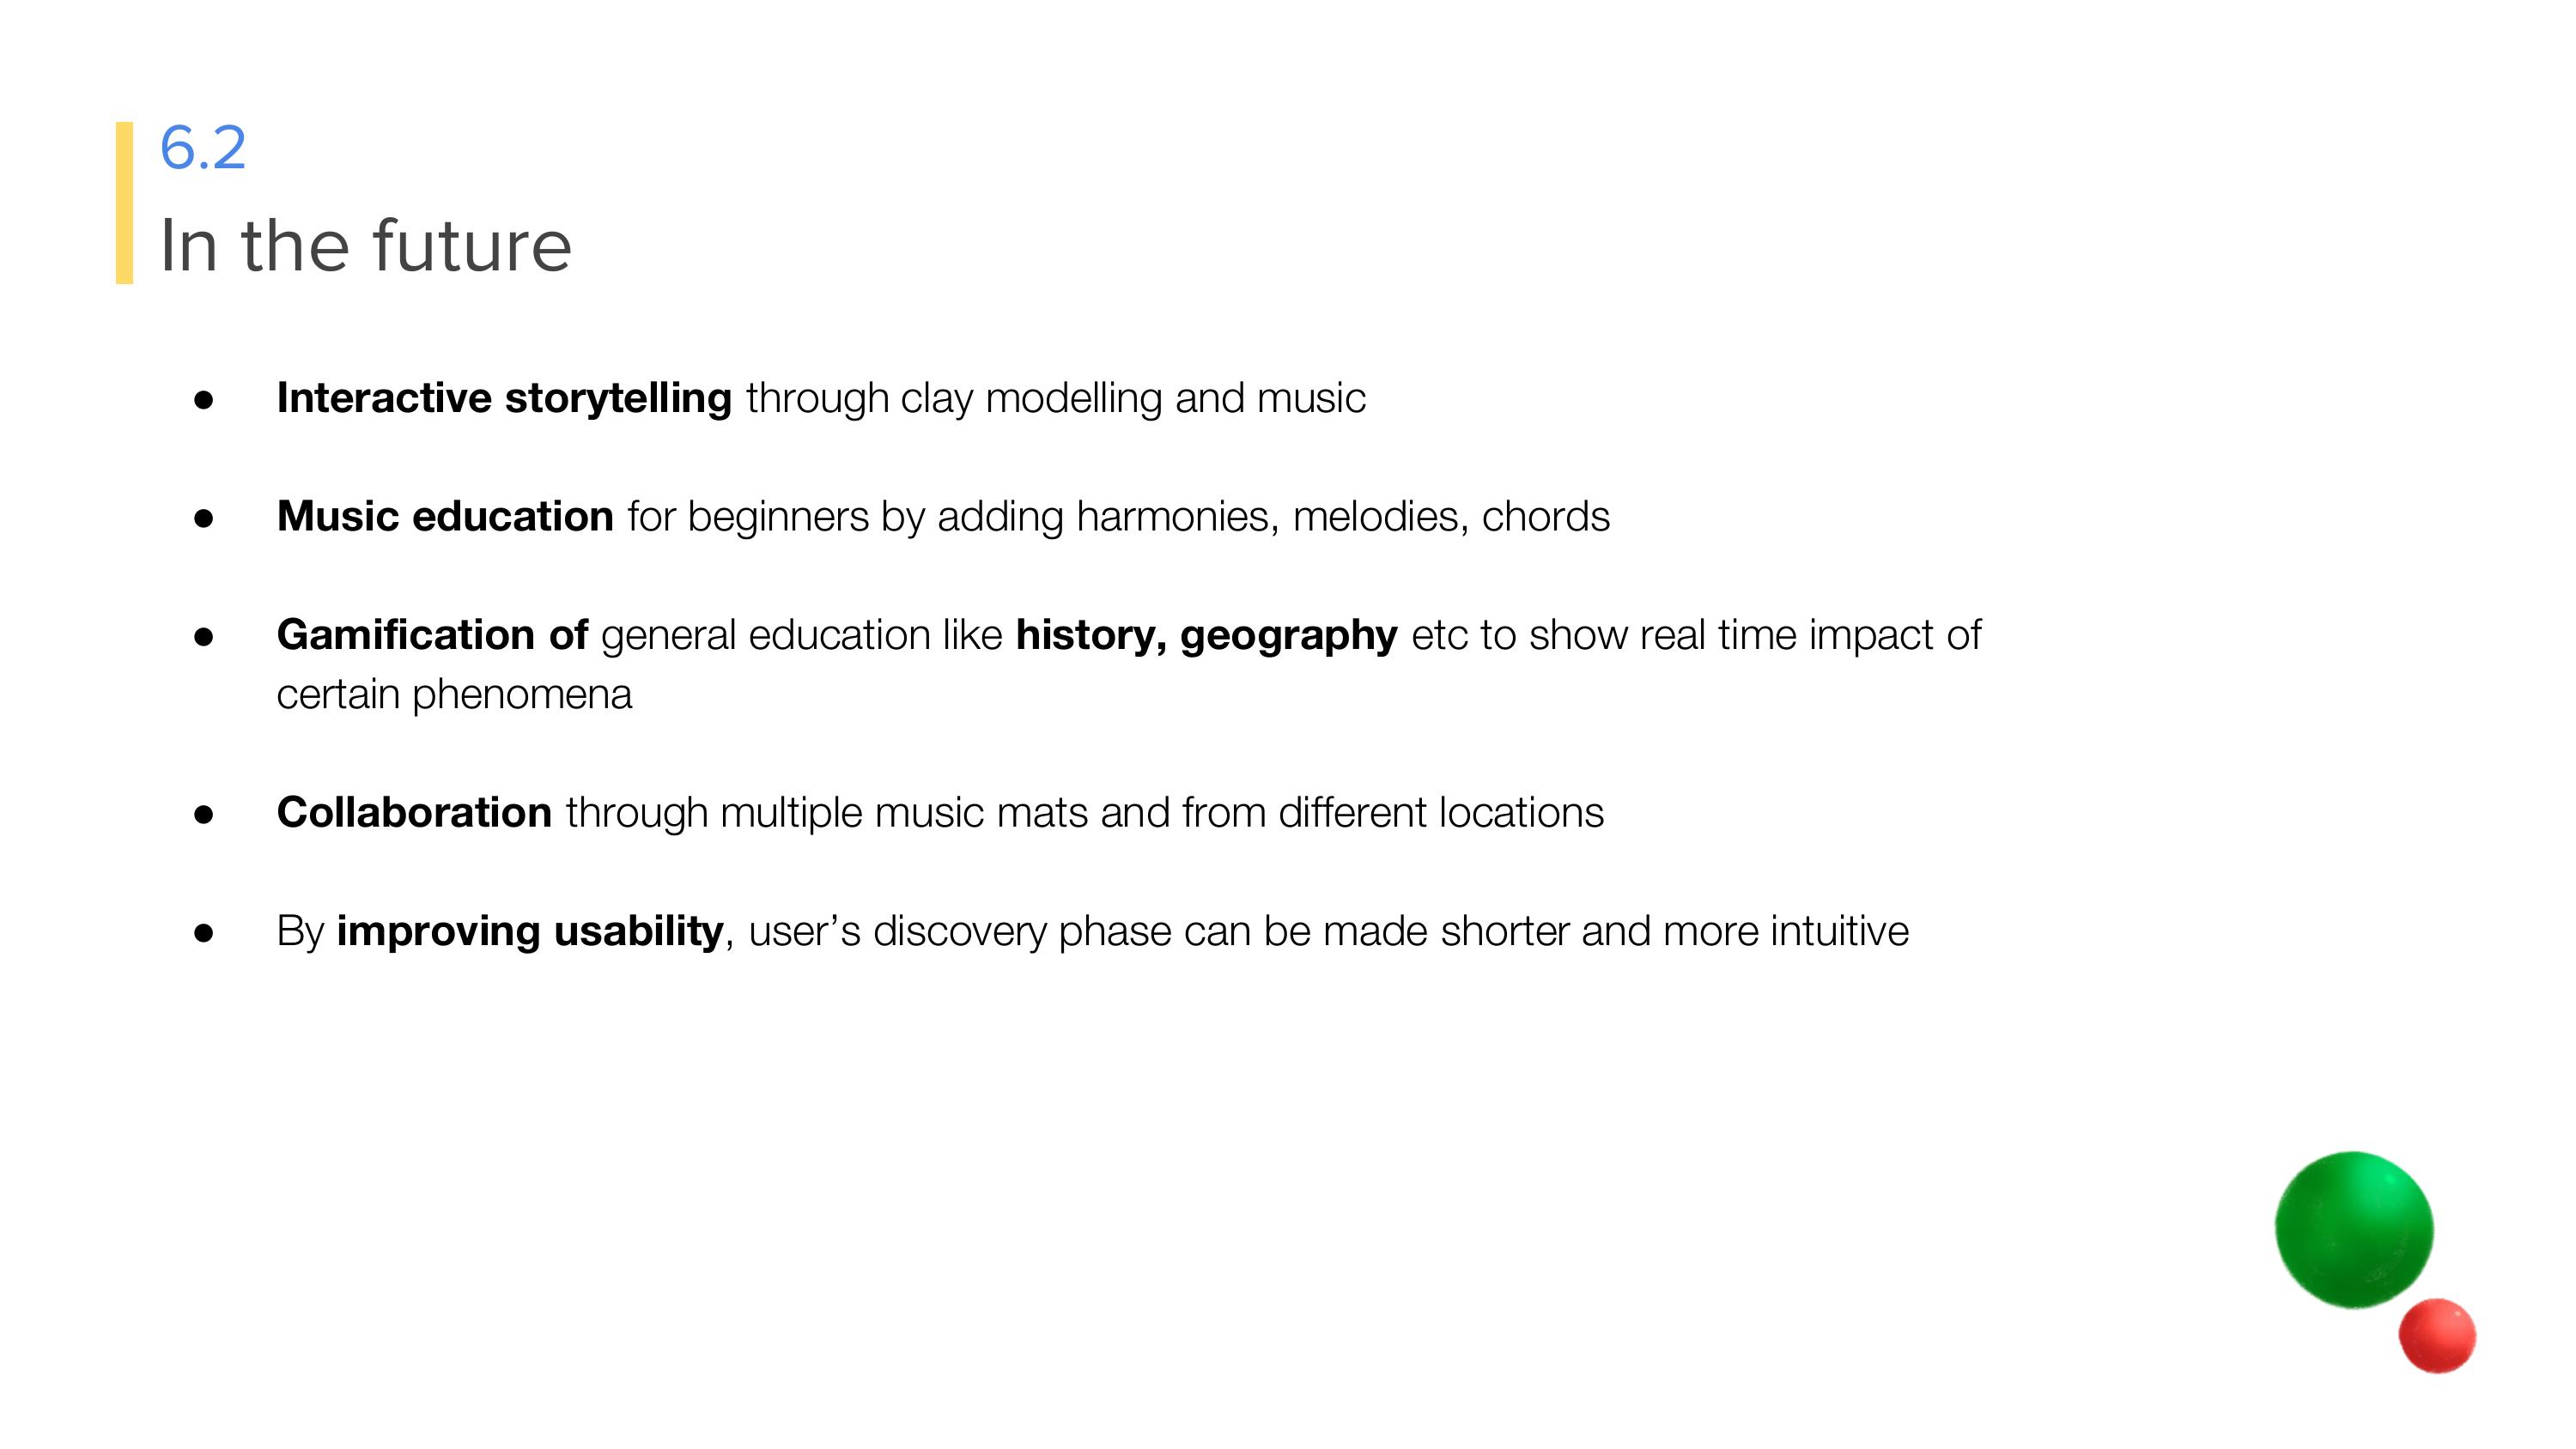 6.2
In the future
● Interactive storytelling through clay modelling and music
● Music education for beginners by adding harmonies, melodies, chords
● Gamification of general education like history, geography etc to show real time impact of
certain phenomena
● Collaboration through multiple music mats and from different locations
● By improving usability, user’s discovery phase can be made shorter and more intuitive